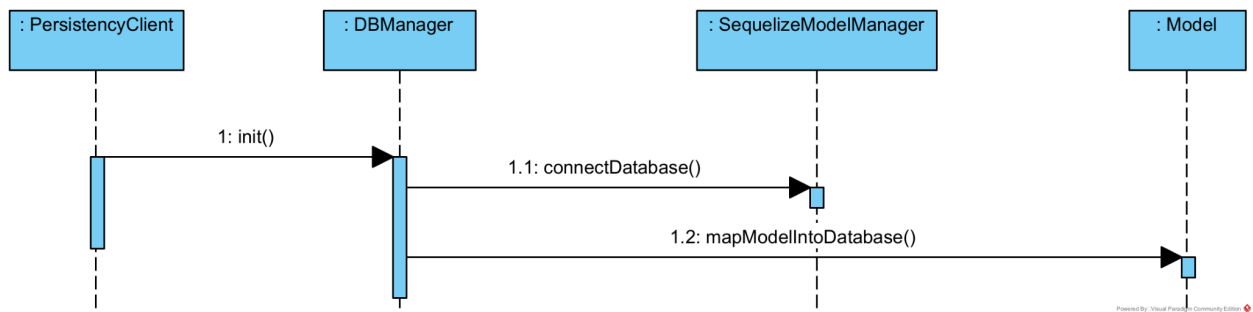 : PersistencyClient
: DBManager
: SequelizeModelManager
: Model
1: init()
1.1: connectDatabase()
1.2: mapModelIntoDatabase()
Powered By: Visual Paradigm Community Edition